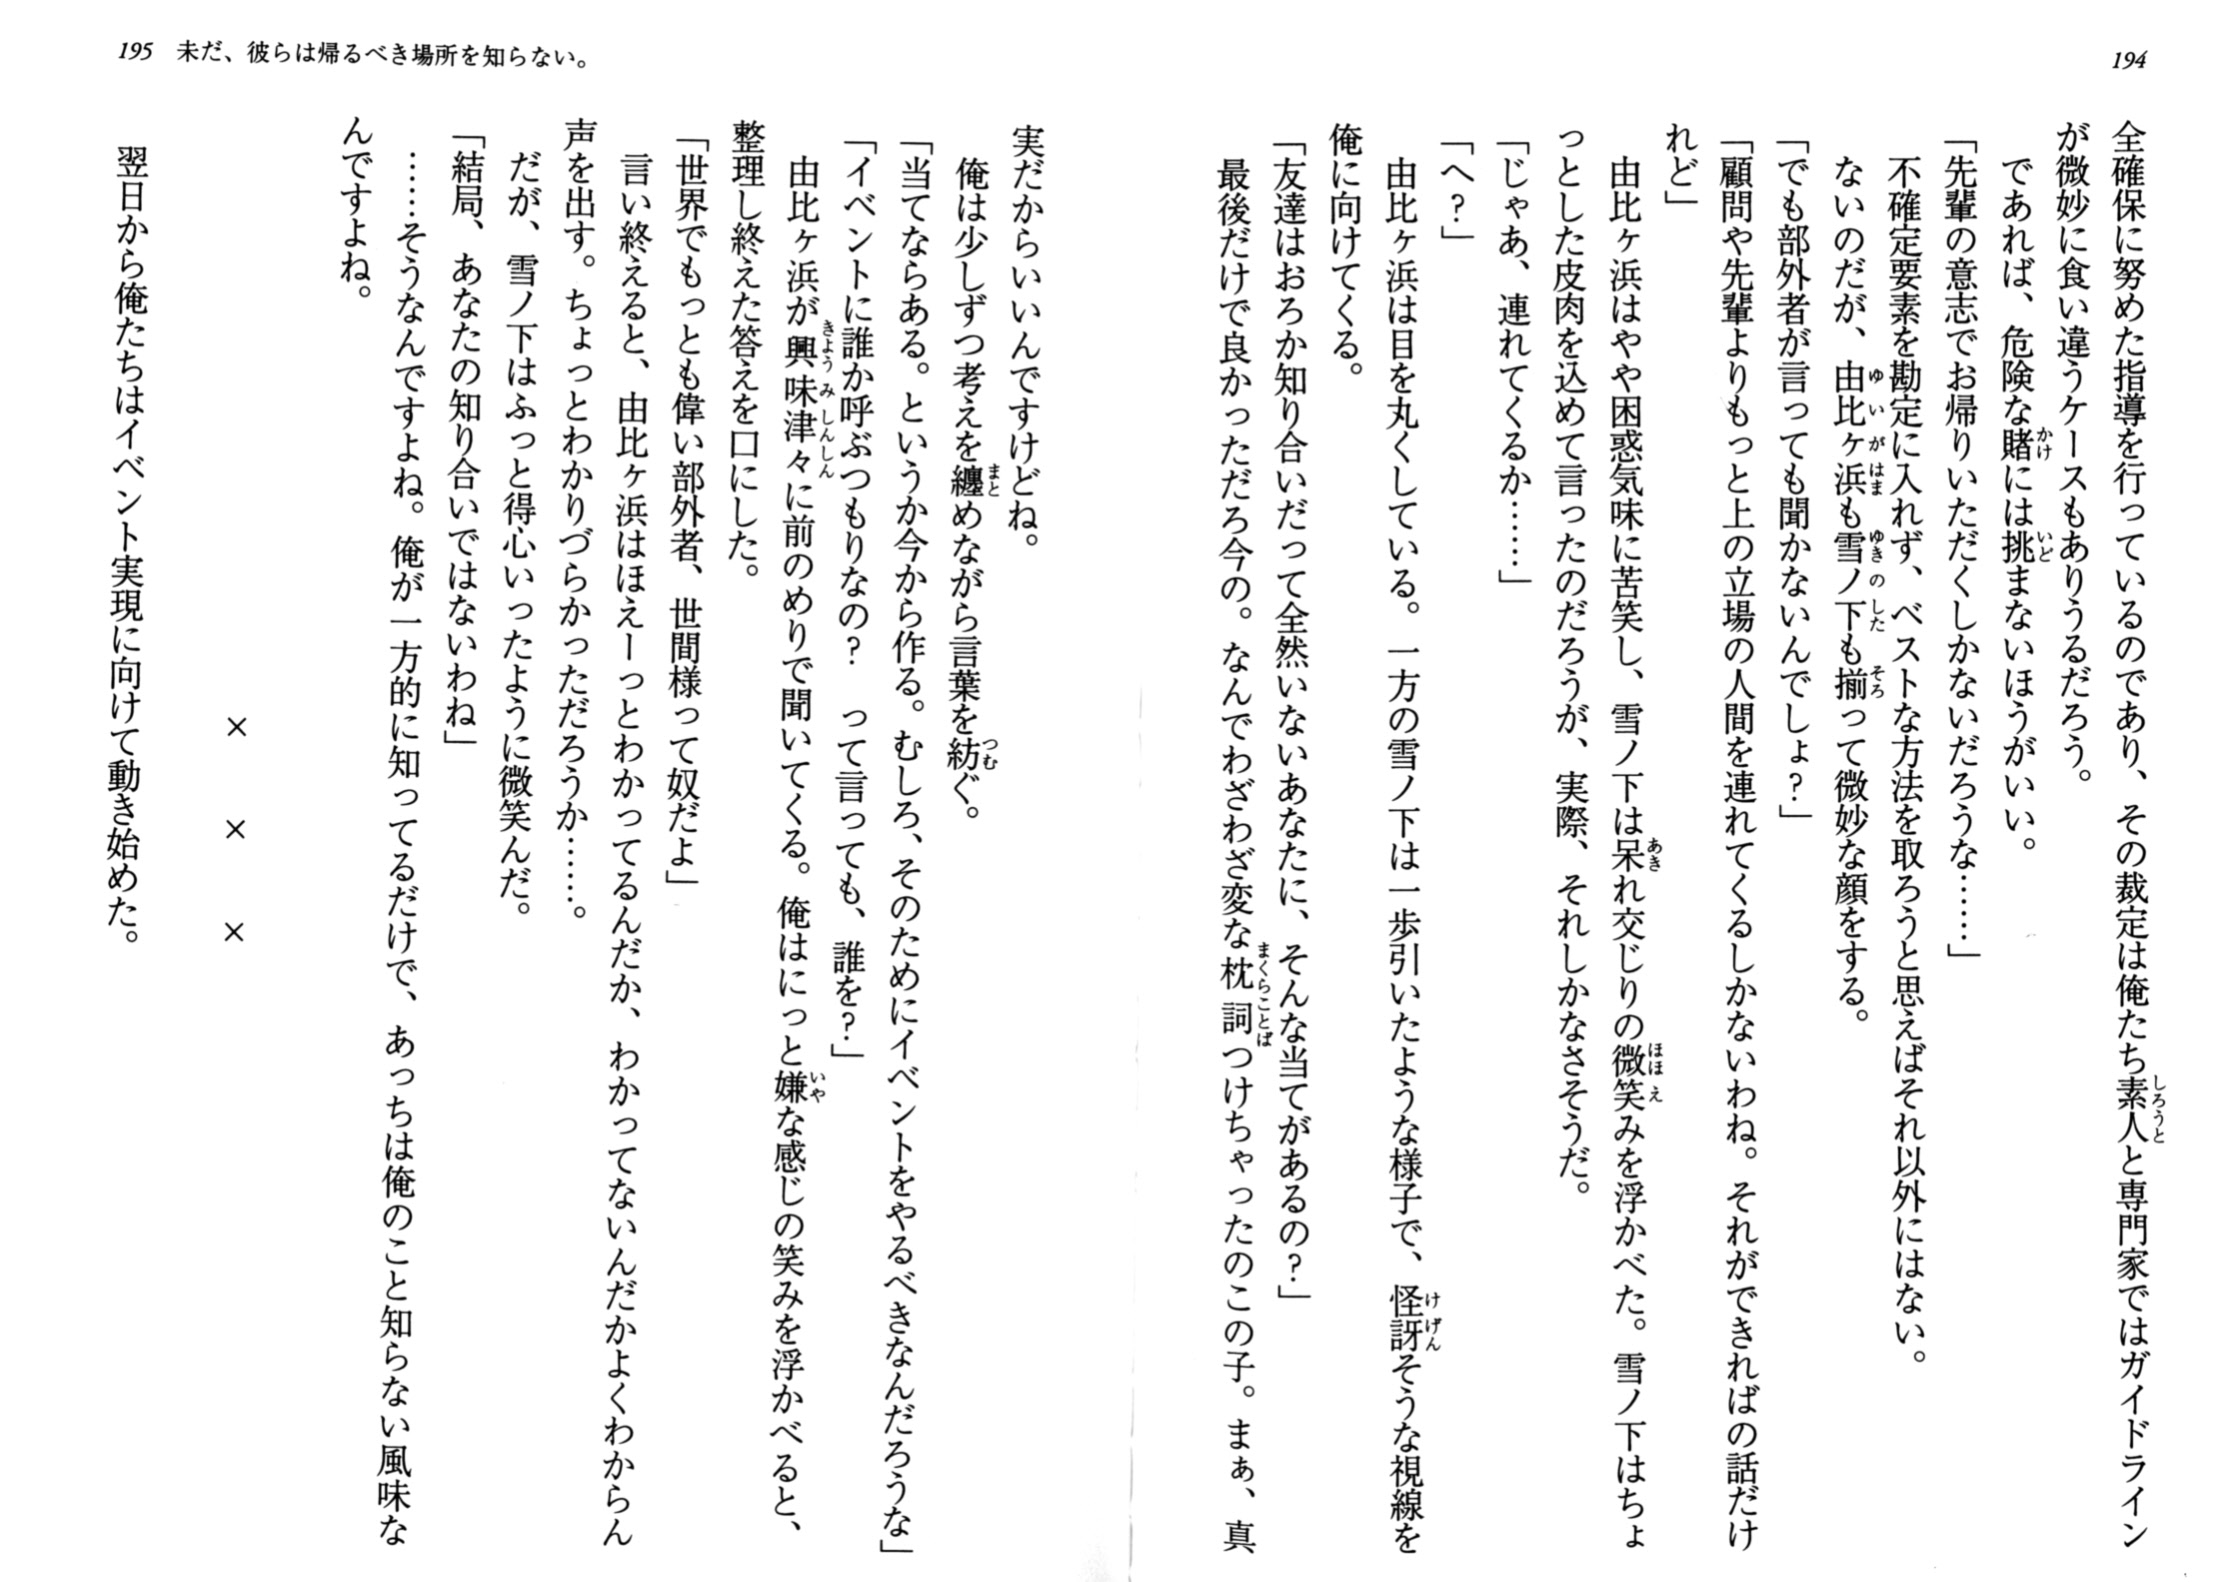 194
全確保に努めた指導を行っているのであり、その裁定は俺たち素人と専門家ではガイドライン
が微妙に食い違うケースもありうるだろう。
であれば、危険な賭には挑まないほうがいい。
「先輩の意志でお帰りいただくしかないだろうな……」
不確定要素を勘定に入れず、ベストな方法を取ろうと思えばそれ以外にはない。
ないのだが、由比ヶ浜も雪ノ下も揃って微妙な顔をする。
「でも部外者が言っても聞かないんでしょ？」
「顧問や先輩よりもっと上の立場の人間を連れてくるしかないわね。それができればの話だけ
れど」
由比ヶ浜はやや困惑気味に苦笑し、雪ノ下は呆れ交じりの微笑みを浮かべた。雪ノ下はちょ
っとした皮肉を込めて言ったのだろうが、実際、それしかなさそうだ。
「じゃあ、連れてくるか……」
「へ？」
由比ヶ浜は目を丸くしている。一方の雪ノ下は一歩引いたような様子で、怪訝そうな視線を
俺に向けてくる。
「友達はおろか知り合いだって全然いないあなたに、そんな当てがあるの？」
最後だけで良かっただろ今の。なんでわざわざ変な枕詞つけちゃったのこの子。まぁ、真
195 未だ、彼らは帰るべき場所を知らない。
実だからいいんですけどね。
俺は少しずつ考えを纏めながら言葉を紡ぐ。
「当てならある。というか今から作る。むしろ、そのためにイベントをやるべきなんだろうな」
「イベントに誰か呼ぶつもりなの？　って言っても、誰を？」
由比ヶ浜が興味津々に前のめりで聞いてくる。俺はにっと嫌な感じの笑みを浮かべると、
整理し終えた答えを口にした。
「世界でもっとも偉い部外者、世間様って奴だよ」
言い終えると、由比ヶ浜はほえーっとわかってるんだか、わかってないんだかよくわからん
声を出す。ちょっとわかりづらかっただろうか……。
だが、雪ノ下はふっと得心いったように微笑んだ。
「結局、あなたの知り合いではないわね」
……そうなんですよね。俺が一方的に知ってるだけで、あっちは俺のこと知らない風味な
んですよね。
×　×　×
翌日から俺たちはイベント実現に向けて動き始めた。